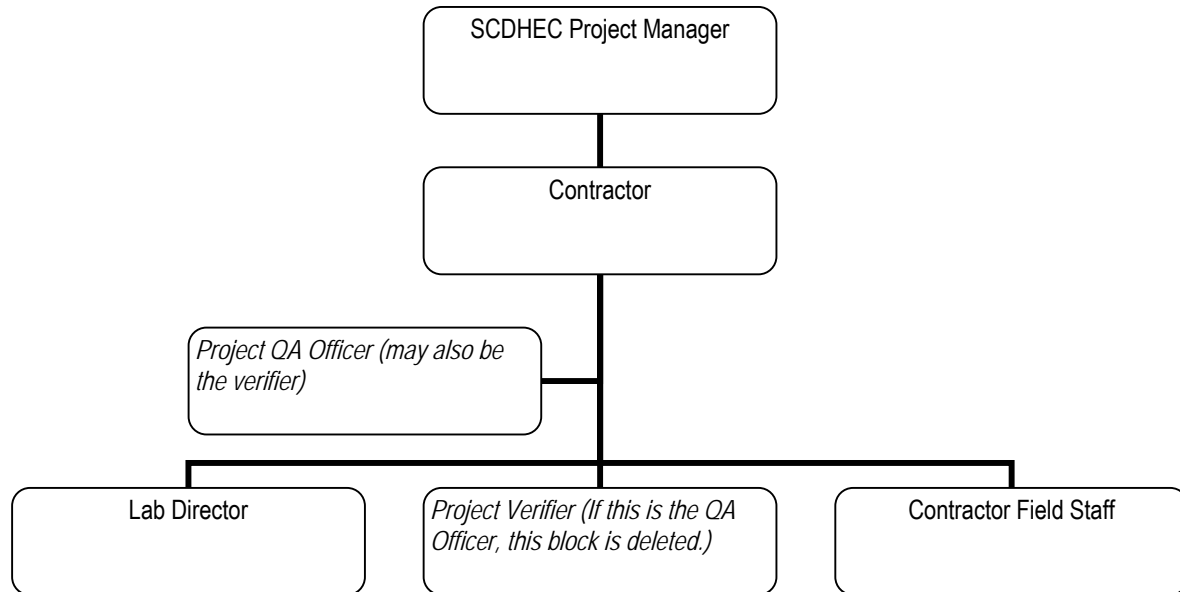 SCDHEC Project Manager
Contractor
Project QA Officer (may also be
the verifier)
Lab Director
Project Verifier (If this is the QA
Officer, this block is deleted.)
Contractor Field Staff